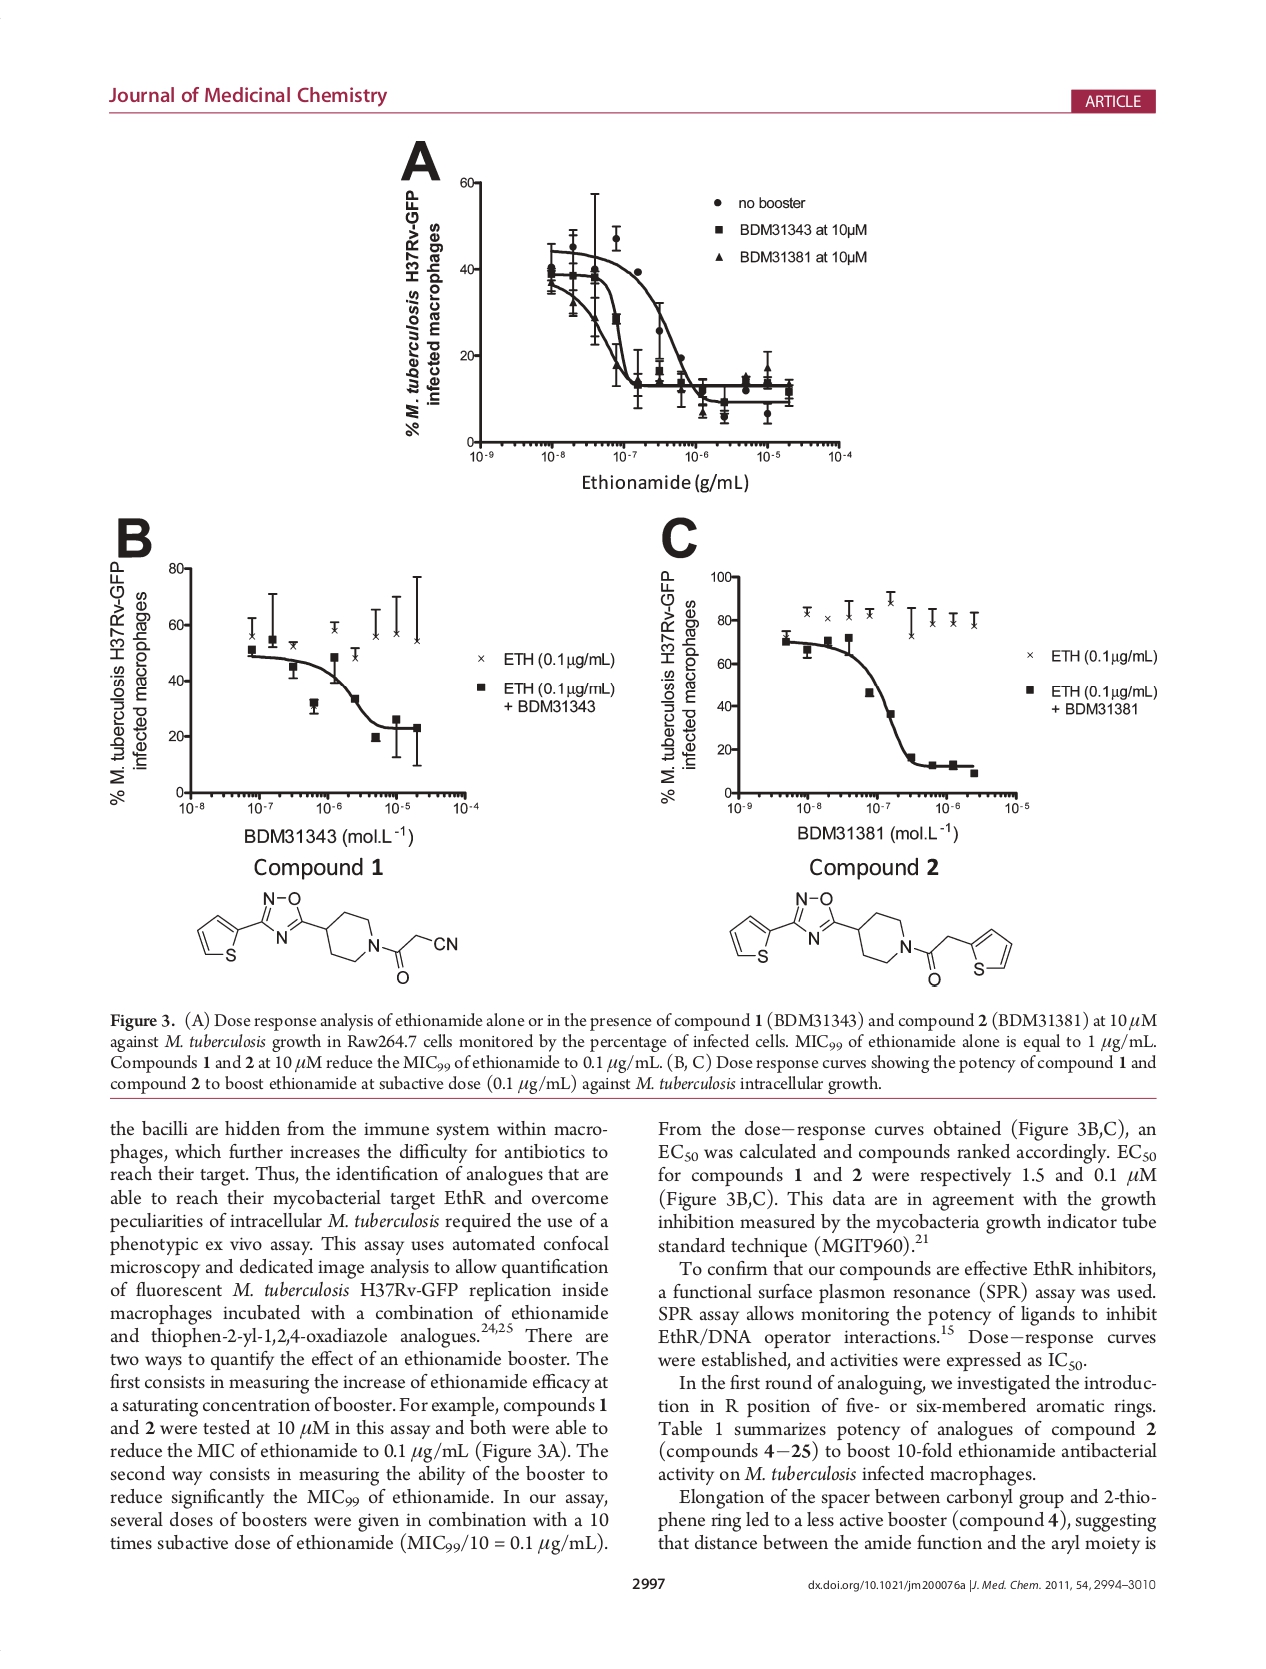 Journal of Medicinal Chemistry
ARTICLE
A
% M. tuberculosis H37Rv-GFP
infected macrophages
60
40
20
0
10-9
10-8
10-7
10-6
10-5
10-4
Ethionamide (g/mL)
no booster
BDM31343 at 10µM
BDM31381 at 10µM
B
% M. tuberculosis H37Rv-GFP
infected macrophages
80
60
40
20
0
10-8
10-7
10-6
10-5
10-4
BDM31343 (mol.L-1)
ETH (0.1µg/mL)
ETH (0.1µg/mL)
+ BDM31343
Compound 1
N
O
N
S
N
O
CN
C
% M. tuberculosis H37Rv-GFP
infected macrophages
100
80
60
40
20
0
10-9
10-8
10-7
10-6
10-5
BDM31381 (mol.L-1)
ETH (0.1µg/mL)
ETH (0.1µg/mL)
+ BDM31381
Compound 2
N
O
N
S
N
O
S
Figure 3. (A) Dose response analysis of ethionamide alone or in the presence of compound 1 (BDM31343) and compound 2 (BDM31381) at 10 μM
against M. tuberculosis growth in Raw264.7 cells monitored by the percentage of infected cells. MIC99 of ethionamide alone is equal to 1 μg/mL.
Compounds 1 and 2 at 10 μM reduce the MIC99 of ethionamide to 0.1 μg/mL. (B, C) Dose response curves showing the potency of compound 1 and
compound 2 to boost ethionamide at subactive dose (0.1 μg/mL) against M. tuberculosis intracellular growth.
the bacilli are hidden from the immune system within macro-
phages, which further increases the difficulty for antibiotics to
reach their target. Thus, the identification of analogues that are
able to reach their mycobacterial target EthR and overcome
peculiarities of intracellular M. tuberculosis required the use of a
phenotypic ex vivo assay. This assay uses automated confocal
microscopy and dedicated image analysis to allow quantification
of fluorescent M. tuberculosis H37Rv-GFP replication inside
macrophages incubated with a combination of ethionamide
and thiophen-2-yl-1,2,4-oxadiazole analogues.24,25 There are
two ways to quantify the effect of an ethionamide booster. The
first consists in measuring the increase of ethionamide efficacy at
a saturating concentration of booster. For example, compounds 1
and 2 were tested at 10 μM in this assay and both were able to
reduce the MIC of ethionamide to 0.1 μg/mL (Figure 3A). The
second way consists in measuring the ability of the booster to
reduce significantly the MIC99 of ethionamide. In our assay,
several doses of boosters were given in combination with a 10
times subactive dose of ethionamide (MIC99/10 = 0.1 μg/mL).
From the dose−response curves obtained (Figure 3B,C), an
EC50 was calculated and compounds ranked accordingly. EC50
for compounds 1 and 2 were respectively 1.5 and 0.1 μM
(Figure 3B,C). This data are in agreement with the growth
inhibition measured by the mycobacteria growth indicator tube
standard technique (MGIT960).21
To confirm that our compounds are effective EthR inhibitors,
a functional surface plasmon resonance (SPR) assay was used.
SPR assay allows monitoring the potency of ligands to inhibit
EthR/DNA operator interactions.15 Dose−response curves
were established, and activities were expressed as IC50.
In the first round of analoguing, we investigated the introduc-
tion in R position of five- or six-membered aromatic rings.
Table 1 summarizes potency of analogues of compound 2
(compounds 4−25) to boost 10-fold ethionamide antibacterial
activity on M. tuberculosis infected macrophages.
Elongation of the spacer between carbonyl group and 2-thio-
phene ring led to a less active booster (compound 4), suggesting
that distance between the amide function and the aryl moiety is
2997
dx.doi.org/10.1021/jm200076a |J. Med. Chem. 2011, 54, 2994–3010